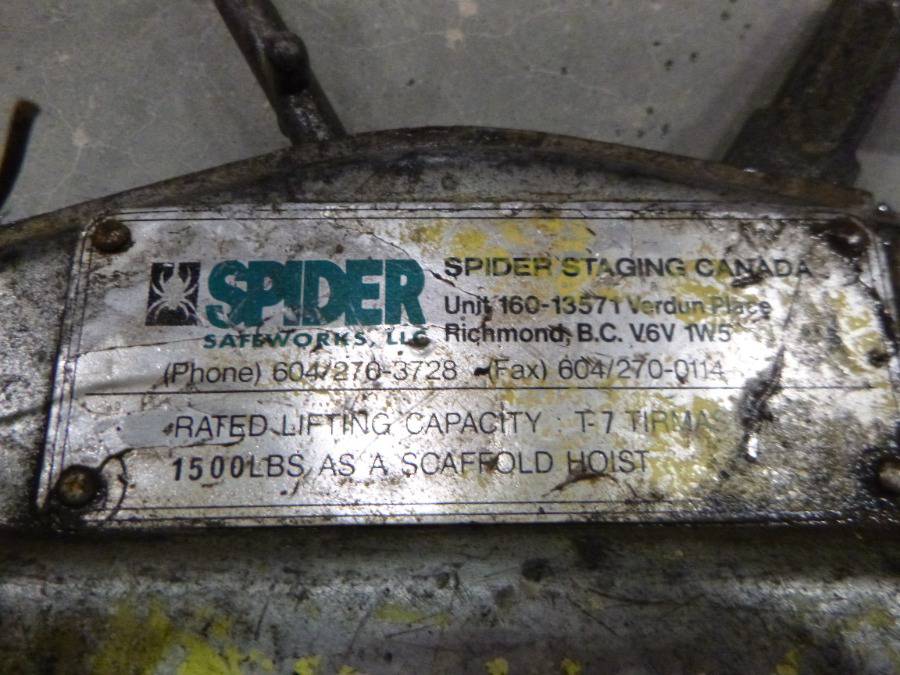 SPIDER
SAFEWORKS, LLC
SPIDER STAGING CANADA
Unit 160-13571 Verdun Place
Richmond, B.C. V6V 1W5
(Phone) 604/270-3728 (Fax) 604/270-0114
RATED LIFTING CAPACITY : T-7 TIRMAS
1500LBS AS A SCAFFOLD HOIST